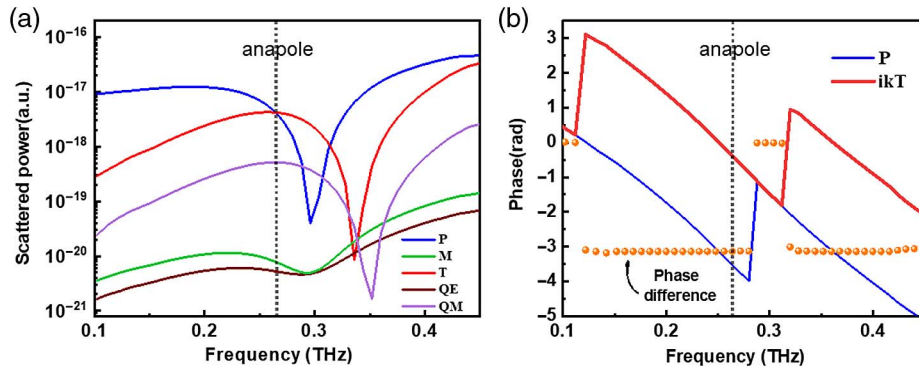 (a)
10⁻¹⁶
10⁻¹⁷
10⁻¹⁸
10⁻¹⁹
10⁻²⁰
10⁻²¹
Scattered power(a.u.)
anapole
P
M
T
QE
QM
0.1 0.2 0.3 0.4
Frequency (THz)
(b)
3
2
1
0
−1
−2
−3
−4
−5
Phase(rad)
anapole
P
ikT
Phase
difference
0.1 0.2 0.3 0.4
Frequency (THz)